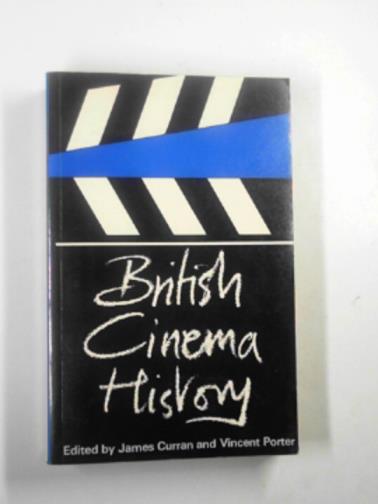 British
Cinema
History
Edited by James Curran and Vincent Porter